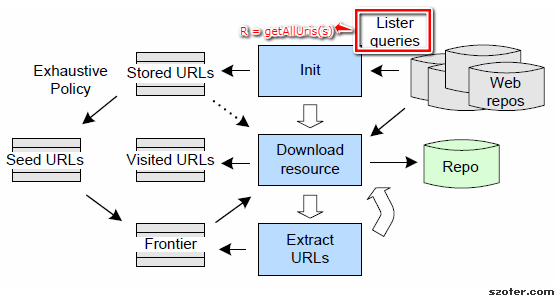 R = getAllUris(s)
Lister
queries
Exhaustive
Policy
Stored URLs
Init
Web
repos
Seed URLs
Visited URLs
Download
resource
Repo
Frontier
Extract
URLs
szoter.com